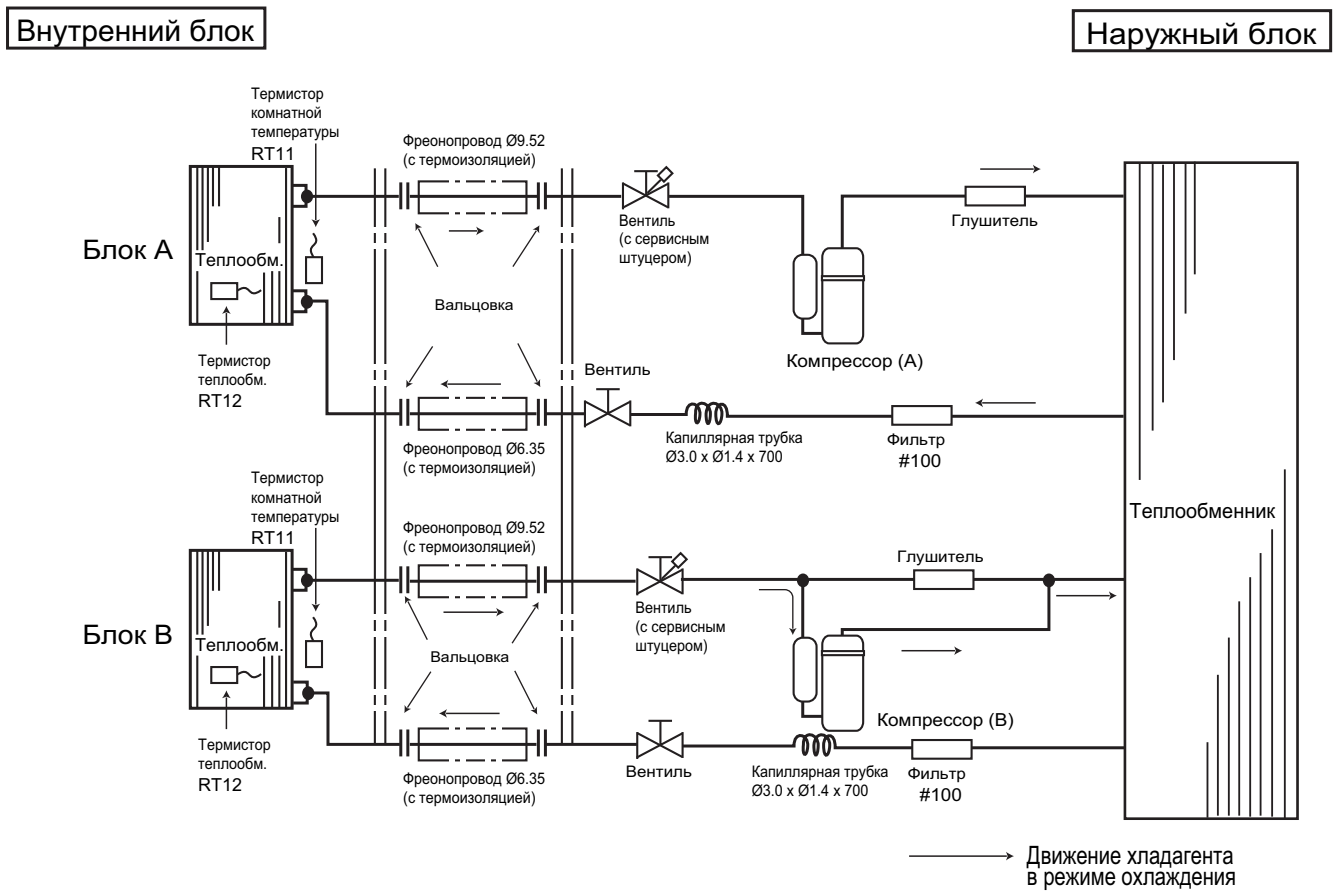 Внутренний блок
Наружный блок
Термистор
комнатной
температуры
RT11
Фреонопровод Ø9.52
(с термоизоляцией)
Вентиль
(с сервисным
штуцером)
Глушитель
Блок А
Теплообм.
Вальцовка
Компрессор (А)
Термистор
теплообм.
RT12
Вентиль
Фреонопровод Ø6.35
(с термоизоляцией)
Капиллярная трубка
Ø3.0 x Ø1.4 x 700
Фильтр
#100
Теплообменник
Термистор
комнатной
температуры
RT11
Фреонопровод Ø9.52
(с термоизоляцией)
Глушитель
Вентиль
(с сервисным
штуцером)
Блок В
Теплообм.
Вальцовка
Компрессор (В)
Термистор
теплообм.
RT12
Фреонопровод Ø6.35
(с термоизоляцией)
Вентиль
Капиллярная трубка
Ø3.0 x Ø1.4 x 700
Фильтр
#100
Движение хладагента
в режиме охлаждения